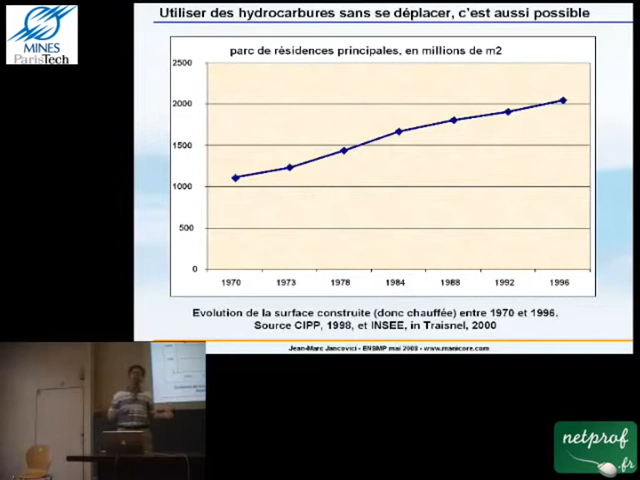 Utiliser des hydrocarbures sans se déplacer, c'est aussi possible
MINES
ParisTech
parc de résidences principales, en millions de m2
2500
2000
1500
1000
500
0
1970 1973 1978 1984 1988 1992 1996
Evolution de la surface construite (donc chauffée) entre 1970 et 1996.
Source CIPP, 1998, et INSEE, in Traisnel, 2000
Jean-Marc Jancovici - ENSMP mai 2008 - www.manicore.com
netprof
.fr